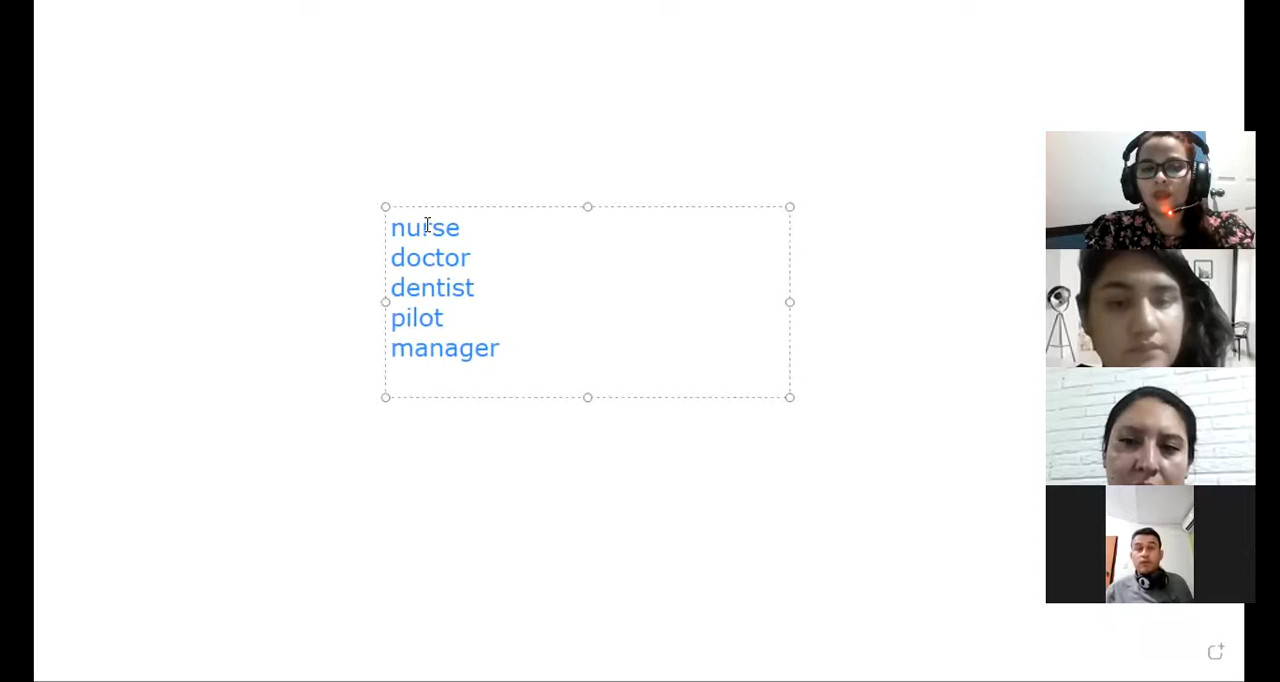 nurse
doctor
dentist
pilot
manager